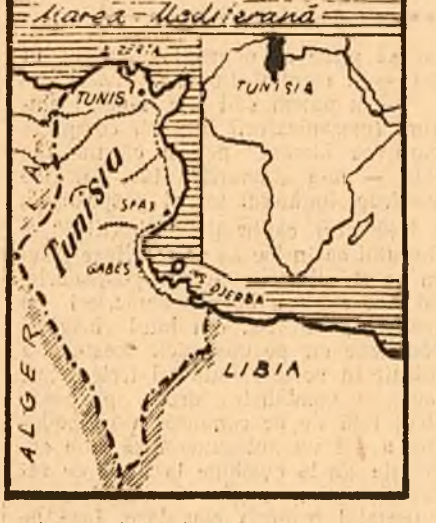 Marea-Mediterană
BIZERTA
TUNIS
TUNISIA
Tunisia
SFAX
GABES
DJERBA
LIBIA
ALGER